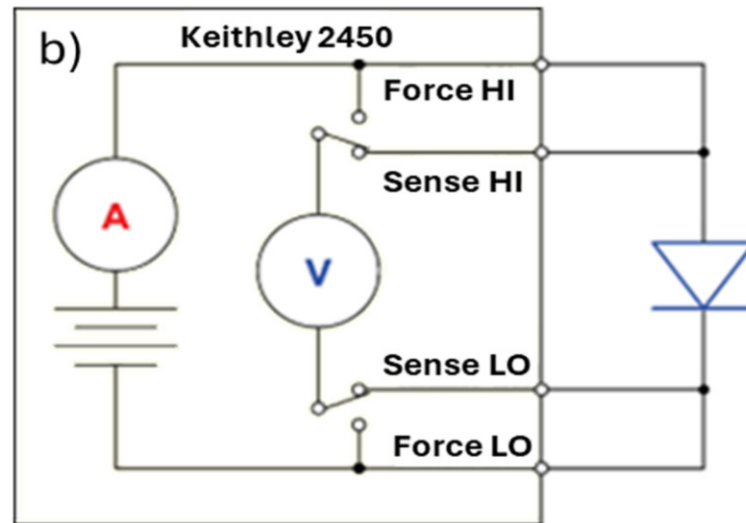 b)
Keithley 2450
Force HI
Sense HI
A
V
Sense LO
Force LO